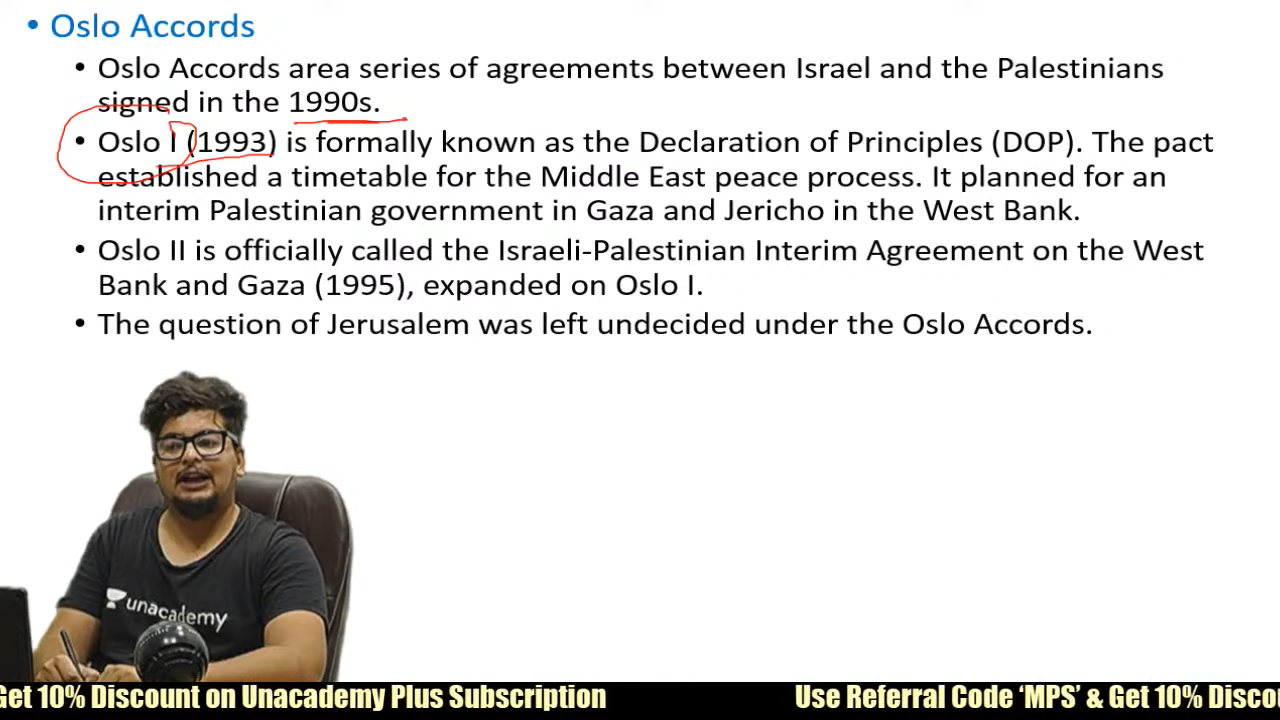 • Oslo Accords
• Oslo Accords area series of agreements between Israel and the Palestinians
signed in the 1990s.
• Oslo I (1993) is formally known as the Declaration of Principles (DOP). The pact
established a timetable for the Middle East peace process. It planned for an
interim Palestinian government in Gaza and Jericho in the West Bank.
• Oslo II is officially called the Israeli-Palestinian Interim Agreement on the West
Bank and Gaza (1995), expanded on Oslo I.
• The question of Jerusalem was left undecided under the Oslo Accords.
unacademy
Get 10% Discount on Unacademy Plus Subscription Use Referral Code ‘MPS’ & Get 10% Disco